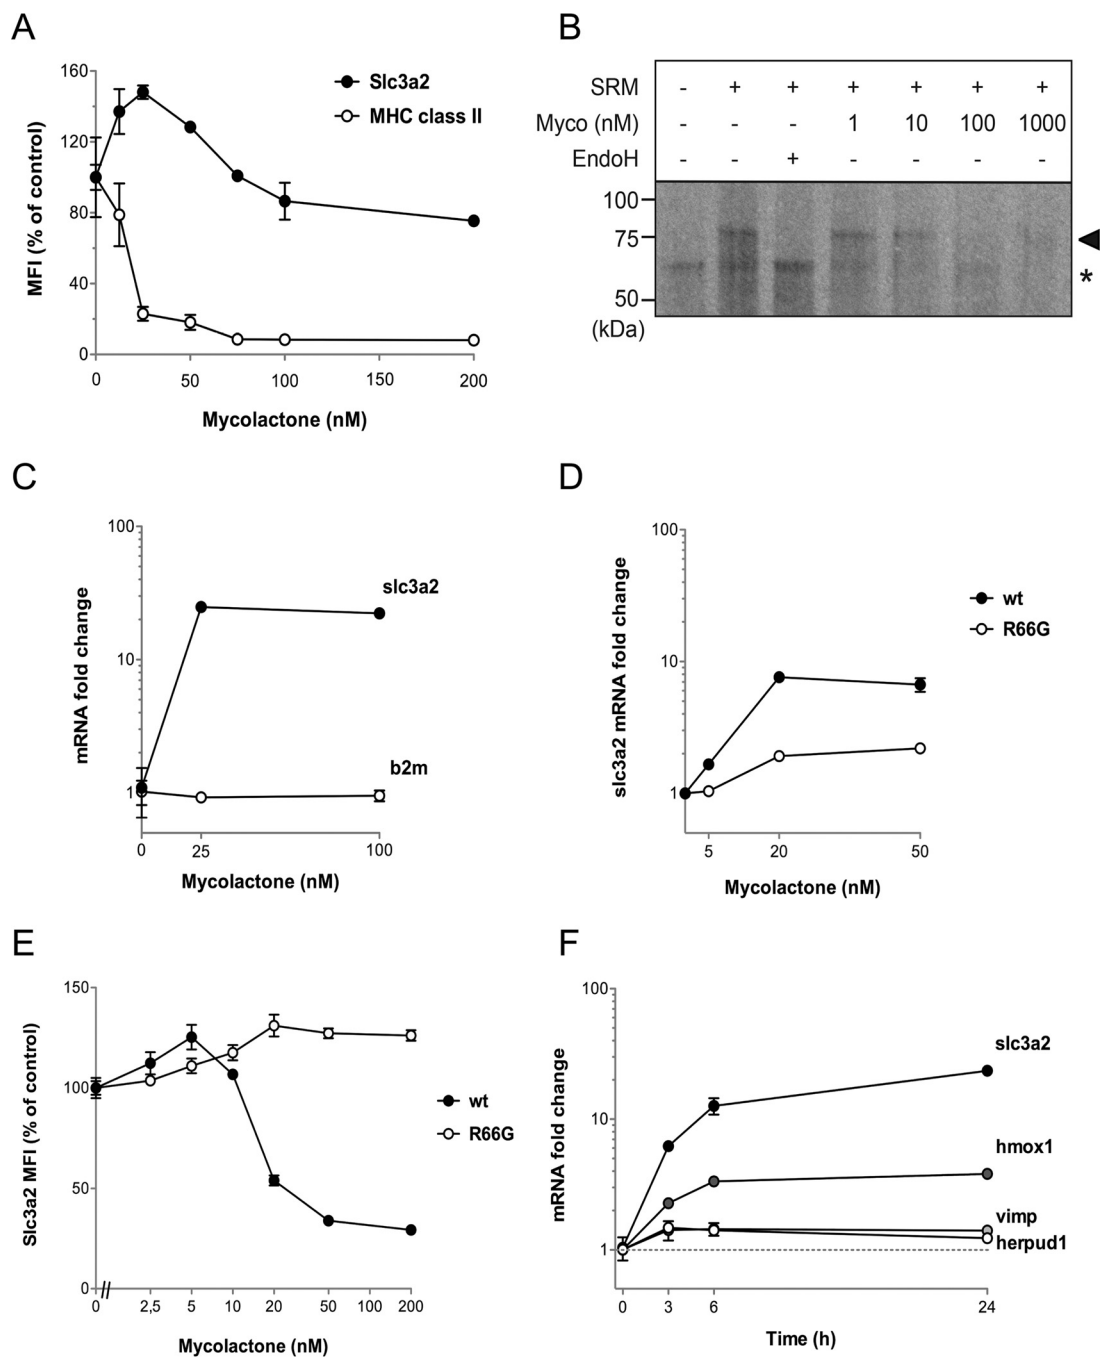 A
160
120
80
40
0
MFI (% of control)
Slc3a2
MHC class II
0 50 100 150 200
Mycolactone (nM)
B
SRM - + + + + + +
Myco (nM) - - - 1 10 100 1000
EndoH - - + - - - -
100
75
50
(kDa)
*
C
100
10
1
mRNA fold change
slc3a2
b2m
0 25 100
Mycolactone (nM)
D
100
10
1
slc3a2 mRNA fold change
wt
R66G
5 20 50
Mycolactone (nM)
E
150
100
50
0
Slc3a2 MFI (% of control)
wt
R66G
0 2,5 5 10 20 50 100 200
Mycolactone (nM)
F
100
10
1
mRNA fold change
slc3a2
hmox1
vimp
herpud1
0 3 6 24
Time (h)